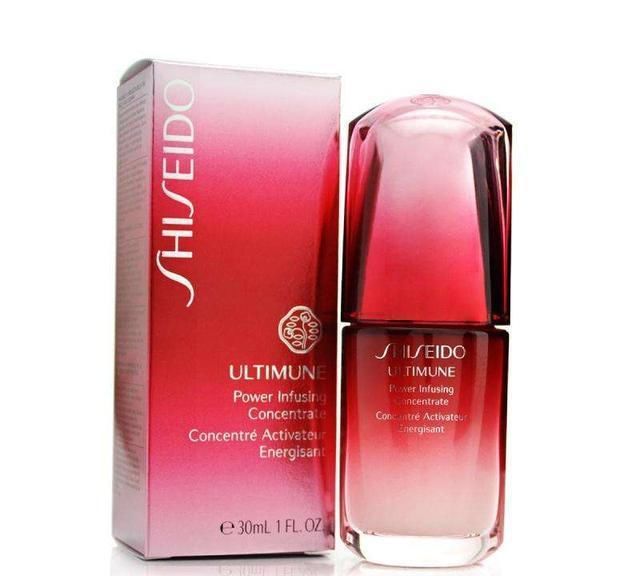 SHISEIDO
ULTIMUNE
Power Infusing
Concentrate
Concentré Activateur
Energisant
℮ 30mL 1 FL. OZ.
SHISEIDO
ULTIMUNE
Power Infusing
Concentrate
Concentré Activateur
Energisant